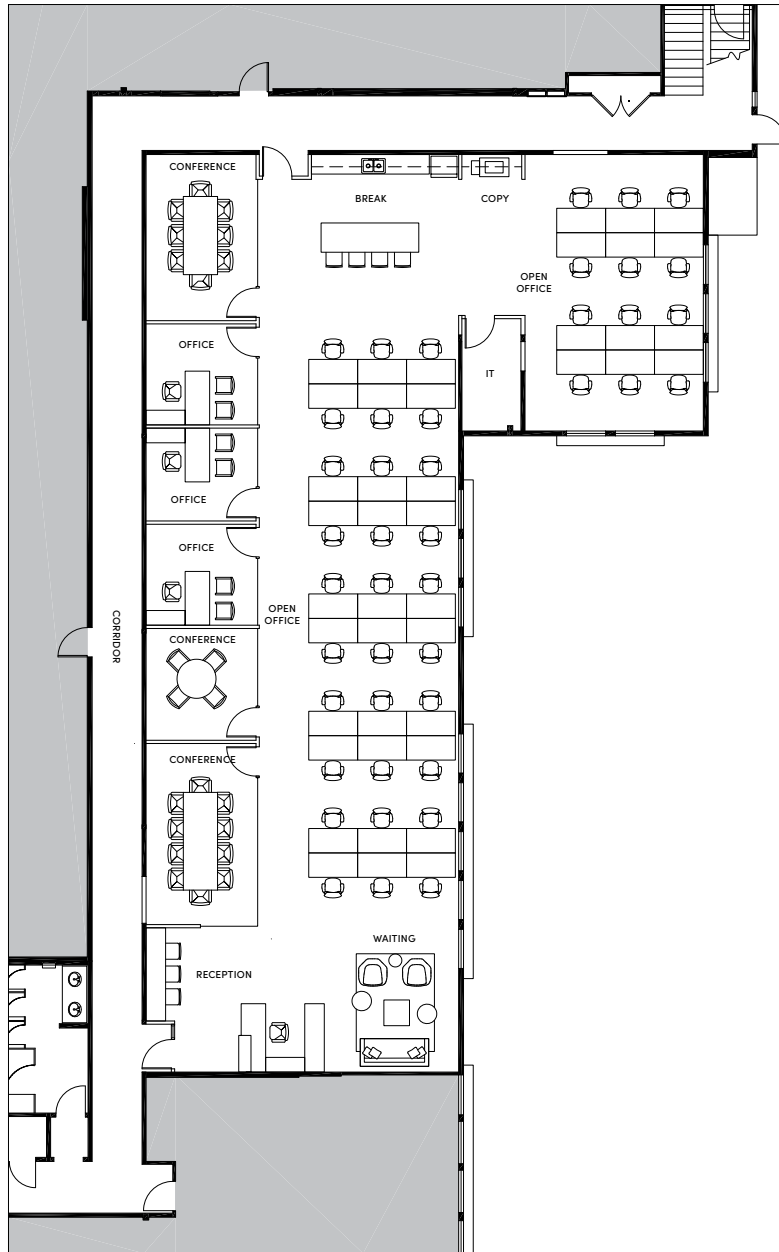 CONFERENCE
BREAK
COPY
OPEN
OFFICE
OFFICE
IT
OFFICE
OFFICE
OPEN
OFFICE
CORRIDOR
CONFERENCE
CONFERENCE
WAITING
RECEPTION